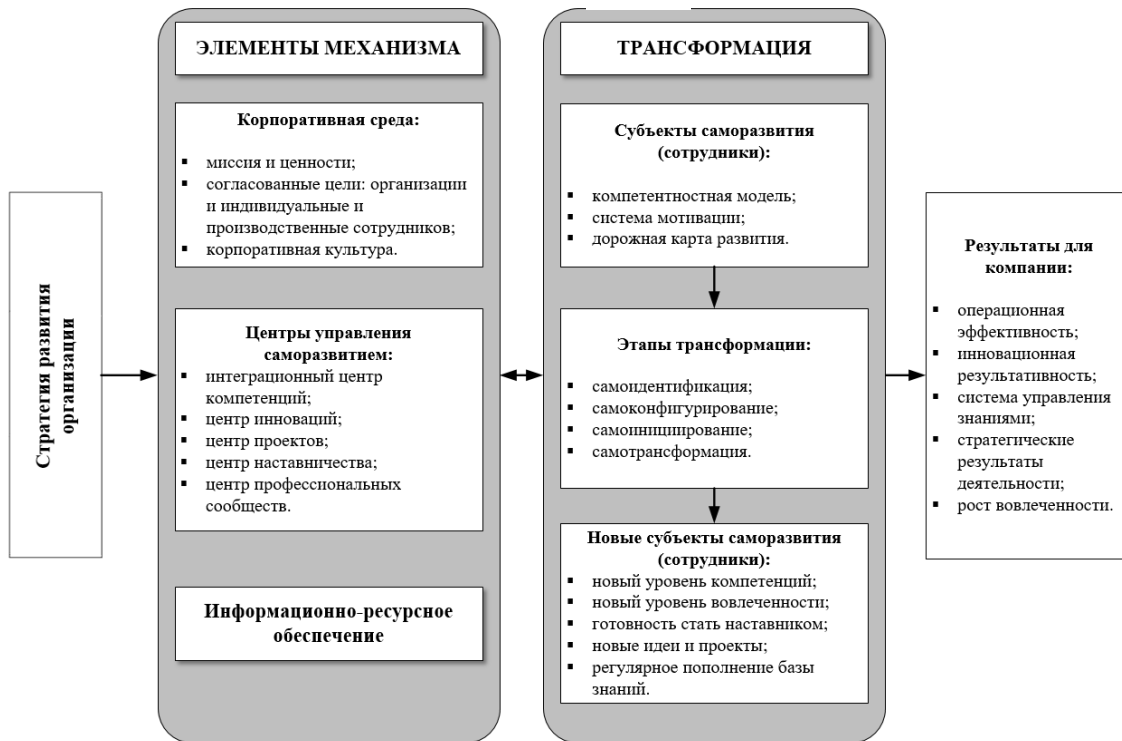 Стратегия развития
организации
ЭЛЕМЕНТЫ МЕХАНИЗМА
Корпоративная среда:
▪ миссия и ценности;
▪ согласованные цели: организации
и индивидуальные и
производственные сотрудников;
▪ корпоративная культура.
Центры управления
саморазвитием:
▪ интеграционный центр
компетенций;
▪ центр инноваций;
▪ центр проектов;
▪ центр наставничества;
▪ центр профессиональных
сообществ.
Информационно-ресурсное
обеспечение
ТРАНСФОРМАЦИЯ
Субъекты саморазвития
(сотрудники):
▪ компетентностная модель;
▪ система мотивации;
▪ дорожная карта развития.
Этапы трансформации:
▪ самоидентификация;
▪ самоконфигурирование;
▪ самоинициирование;
▪ самотрансформация.
Новые субъекты саморазвития
(сотрудники):
▪ новый уровень компетенций;
▪ новый уровень вовлеченности;
▪ готовность стать наставником;
▪ новые идеи и проекты;
▪ регулярное пополнение базы
знаний.
Результаты для
компании:
▪ операционная
эффективность;
▪ инновационная
результативность;
▪ система управления
знаниями;
▪ стратегические
результаты
деятельности;
▪ рост вовлеченности.